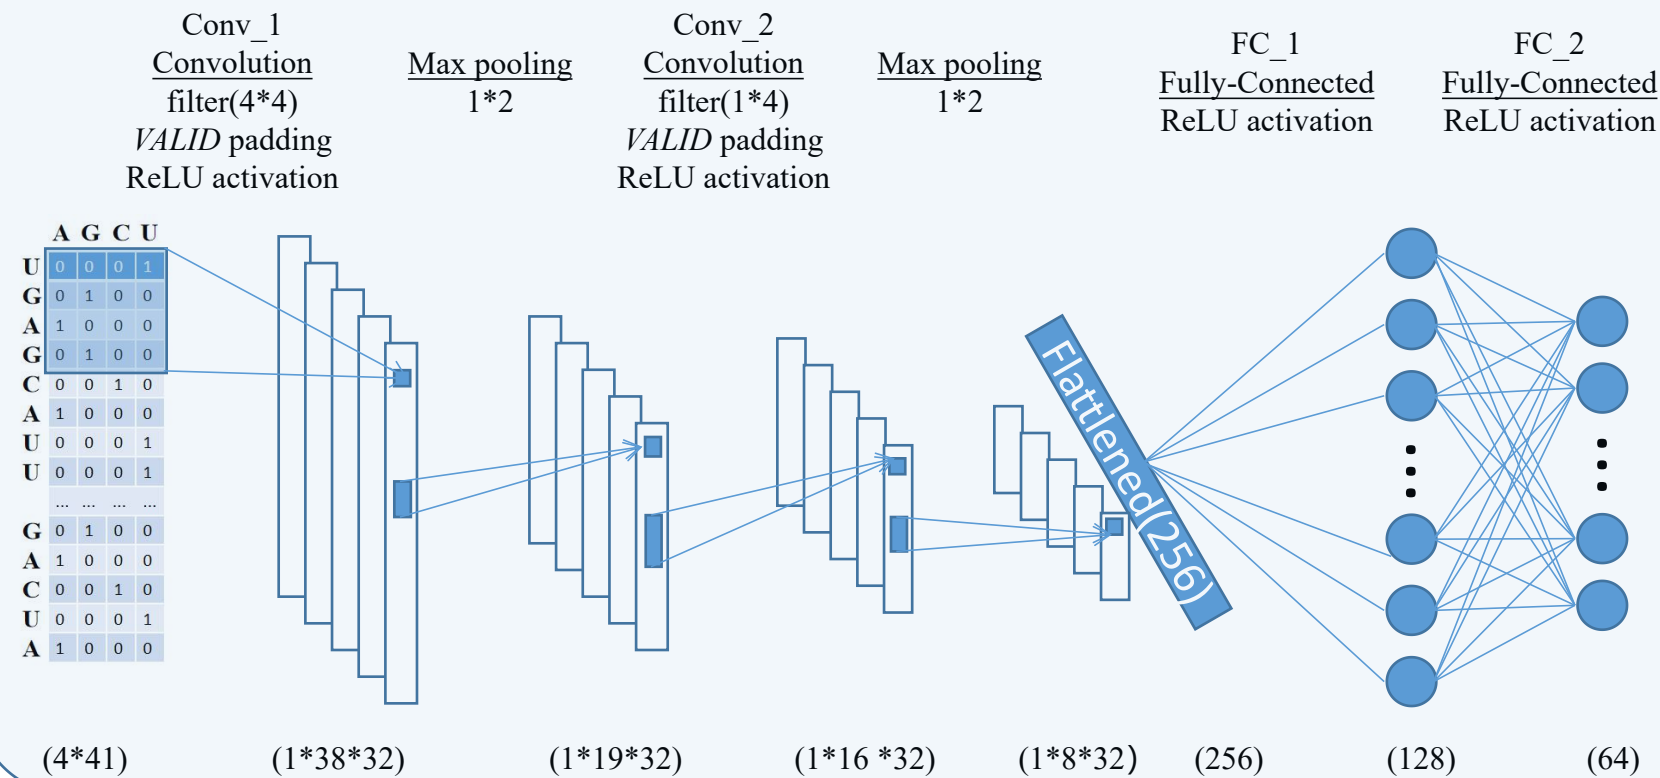 Conv_1
Convolution
filter(4*4)
VALID padding
ReLU activation
Max pooling
1*2
Conv_2
Convolution
filter(1*4)
VALID padding
ReLU activation
Max pooling
1*2
FC_1
Fully-Connected
ReLU activation
FC_2
Fully-Connected
ReLU activation
A G C U
U 0 0 0 1
G 0 1 0 0
A 1 0 0 0
G 0 1 0 0
C 0 0 1 0
A 1 0 0 0
U 0 0 0 1
U 0 0 0 1
... ... ... ...
G 0 1 0 0
A 1 0 0 0
C 0 0 1 0
U 0 0 0 1
A 1 0 0 0
Flattlened(256)
(4*41) (1*38*32) (1*19*32) (1*16 *32) (1*8*32) (256) (128) (64)